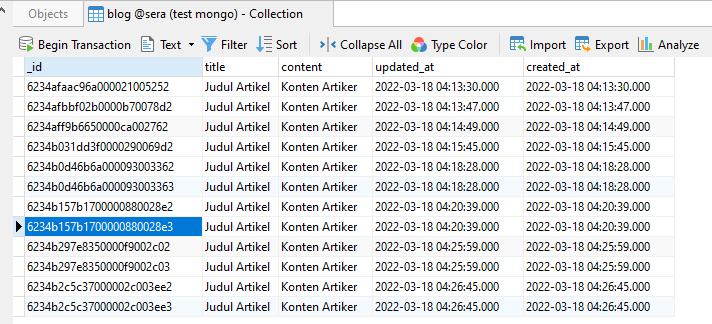 Objects blog @sera (test mongo) - Collection
Begin Transaction Text Filter Sort Collapse All Type Color Import Export Analyze
_id title content updated_at created_at
6234afaac96a000021005252 Judul Artikel Konten Artiker 2022-03-18 04:13:30.000 2022-03-18 04:13:30.000
6234afbbf02b0000b70078d2 Judul Artikel Konten Artiker 2022-03-18 04:13:47.000 2022-03-18 04:13:47.000
6234aff9b6650000ca002762 Judul Artikel Konten Artiker 2022-03-18 04:14:49.000 2022-03-18 04:14:49.000
6234b031dd3f0000290069d2 Judul Artikel Konten Artiker 2022-03-18 04:15:45.000 2022-03-18 04:15:45.000
6234b0d46b6a000093003362 Judul Artikel Konten Artiker 2022-03-18 04:18:28.000 2022-03-18 04:18:28.000
6234b0d46b6a000093003363 Judul Artikel Konten Artiker 2022-03-18 04:18:28.000 2022-03-18 04:18:28.000
6234b157b1700000880028e2 Judul Artikel Konten Artiker 2022-03-18 04:20:39.000 2022-03-18 04:20:39.000
6234b157b1700000880028e3 Judul Artikel Konten Artiker 2022-03-18 04:20:39.000 2022-03-18 04:20:39.000
6234b297e8350000f9002c02 Judul Artikel Konten Artiker 2022-03-18 04:25:59.000 2022-03-18 04:25:59.000
6234b297e8350000f9002c03 Judul Artikel Konten Artiker 2022-03-18 04:25:59.000 2022-03-18 04:25:59.000
6234b2c5c37000002c003ee2 Judul Artikel Konten Artiker 2022-03-18 04:26:45.000 2022-03-18 04:26:45.000
6234b2c5c37000002c003ee3 Judul Artikel Konten Artiker 2022-03-18 04:26:45.000 2022-03-18 04:26:45.000